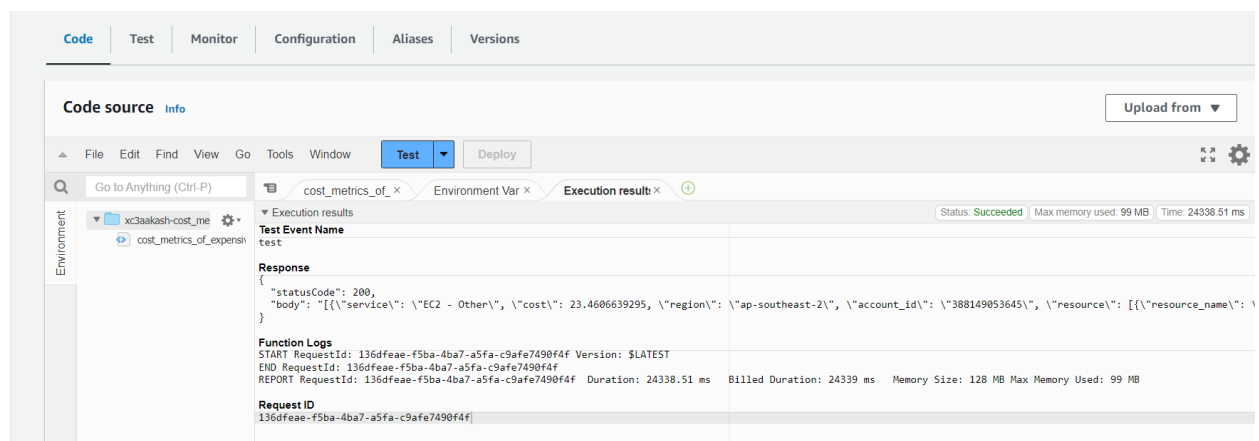 Code Test Monitor Configuration Aliases Versions
Code source Info
Upload from ▼
File Edit Find View Go Tools Window Test Deploy
Go to Anything (Ctrl-P)
cost_metrics_of_ × Environment Var × Execution results ×
Environment
xc3aakash-cost_me
cost_metrics_of_expensiv
Execution results
Status: Succeeded Max memory used: 99 MB Time: 24338.51 ms
Test Event Name
test
Response
{
"statusCode": 200,
"body": "[{\"service\": \"EC2 - Other\", \"cost\": 23.4606639295, \"region\": \"ap-southeast-2\", \"account_id\": \"388149053645\", \"resource\": [{\"resource_name\": \
}
Function Logs
START RequestId: 136dfeae-f5ba-4ba7-a5fa-c9afe7490f4f Version: $LATEST
END RequestId: 136dfeae-f5ba-4ba7-a5fa-c9afe7490f4f
REPORT RequestId: 136dfeae-f5ba-4ba7-a5fa-c9afe7490f4f Duration: 24338.51 ms Billed Duration: 24339 ms Memory Size: 128 MB Max Memory Used: 99 MB
Request ID
136dfeae-f5ba-4ba7-a5fa-c9afe7490f4f